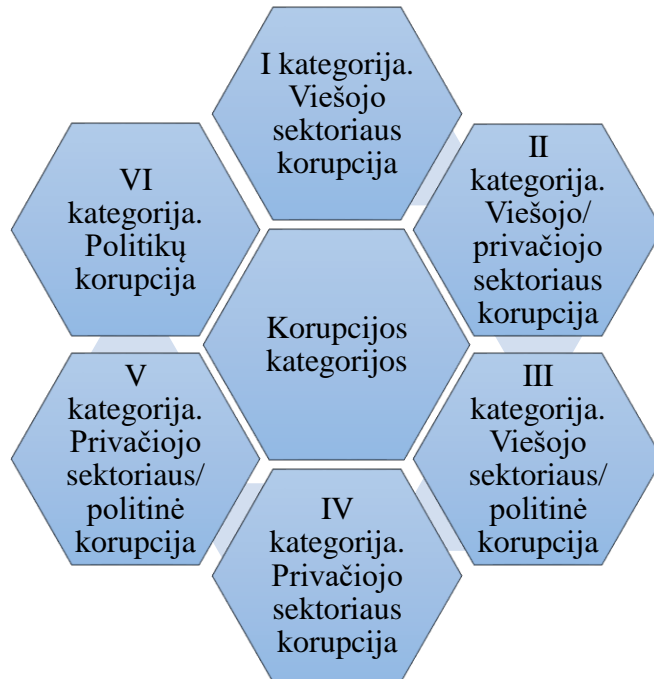 I kategorija.
Viešojo
sektoriaus
korupcija
II
kategorija.
Viešojo/
privačiojo
sektoriaus
korupcija
III
kategorija.
Viešojo
sektoriaus/
politinė
korupcija
IV
kategorija.
Privačiojo
sektoriaus
korupcija
V
kategorija.
Privačiojo
sektoriaus/
politinė
korupcija
VI
kategorija.
Politikų
korupcija
Korupcijos
kategorijos